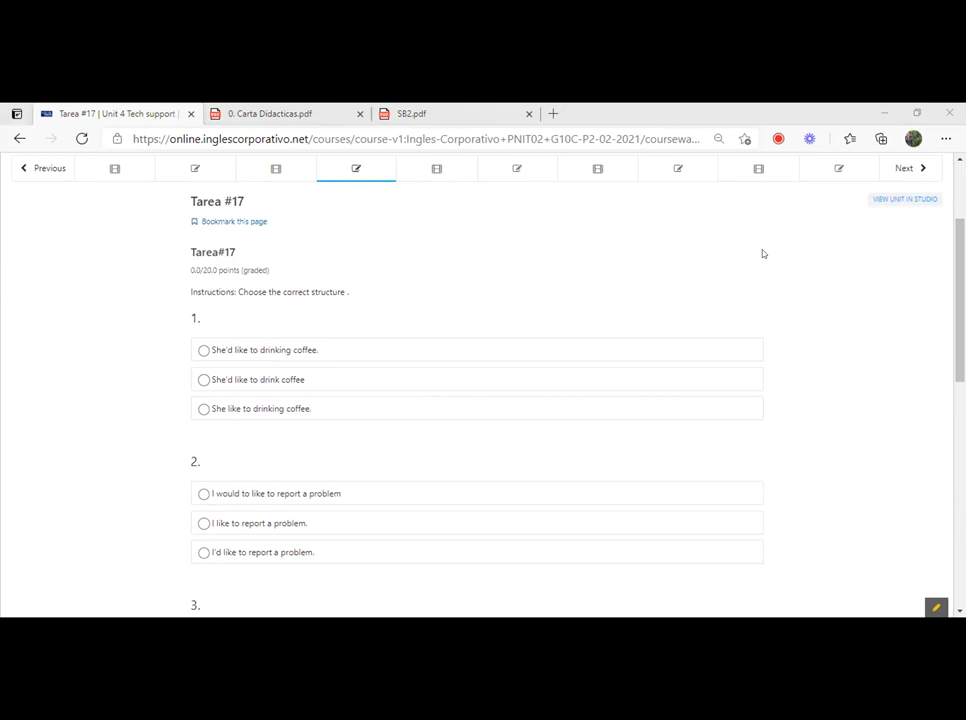 Tarea #17 | Unit 4 Tech support |
0. Carta Didacticas.pdf
SB2.pdf
https://online.inglescorporativo.net/courses/course-v1:Ingles-Corporativo+PNIT02+G10C-P2-02-2021/coursewa...
Previous
Next
Tarea #17
VIEW UNIT IN STUDIO
Bookmark this page
Tarea#17
0.0/20.0 points (graded)
Instructions: Choose the correct structure .
1.
She'd like to drinking coffee.
She'd like to drink coffee
She like to drinking coffee.
2.
I would to like to report a problem
I like to report a problem.
I'd like to report a problem.
3.